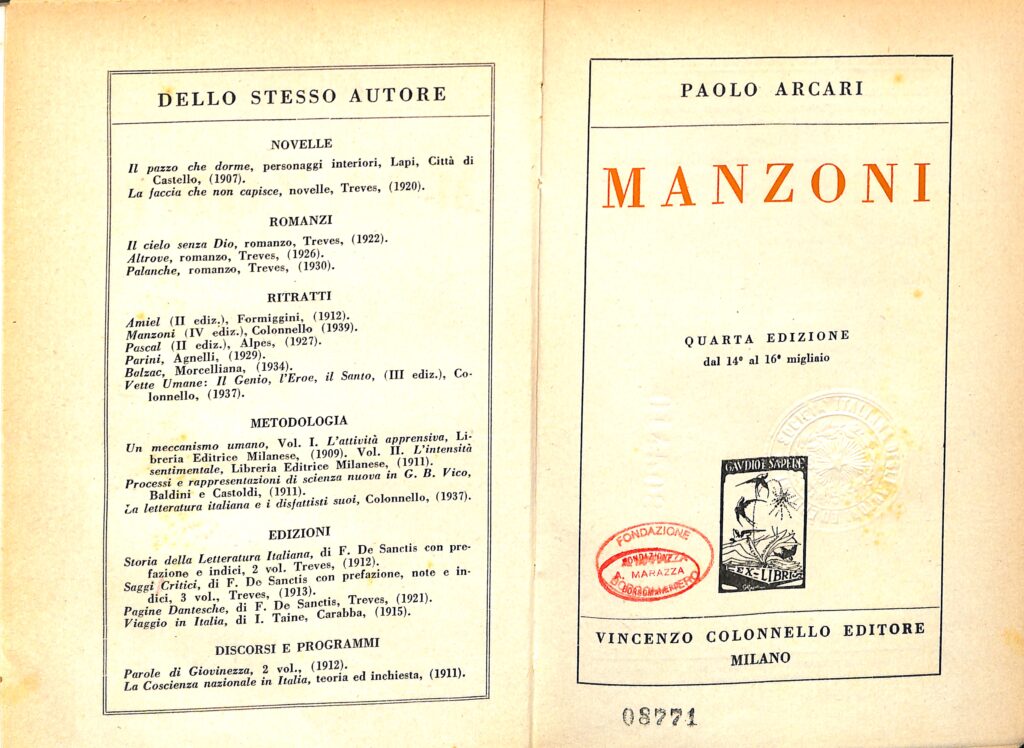 DELLO STESSO AUTORE
NOVELLE
Il pazzo che dorme, personaggi interiori, Lapi, Città di
Castello, (1907).
La faccia che non capisce, novelle, Treves, (1920).
ROMANZI
Il cielo senza Dio, romanzo, Treves, (1922).
Altrove, romanzo, Treves, (1926).
Palanche, romanzo, Treves, (1930).
RITRATTI
Amiel (II ediz.), Formiggini, (1912).
Manzoni (IV ediz.), Colonnello (1939).
Pascal (II ediz.), Alpes, (1927).
Parini, Agnelli, (1929).
Balzac, Morcelliana, (1934).
Vette Umane: Il Genio, l'Eroe, il Santo, (III ediz.), Co-
lonnello, (1937).
METODOLOGIA
Un meccanismo umano, Vol. I. L'attività apprensiva, Li-
breria Editrice Milanese, (1909). Vol. II. L'intensità
sentimentale, Libreria Editrice Milanese, (1911).
Processi e rappresentazioni di scienza nuova in G. B. Vico,
Baldini e Castoldi, (1911).
La letteratura italiana e i disfattisti suoi, Colonnello, (1937).
EDIZIONI
Storia della Letteratura Italiana, di F. De Sanctis con pre-
fazione e indici, 2 vol. Treves, (1912).
Saggi Critici, di F. De Sanctis con prefazione, note e in-
dici, 3 vol., Treves, (1913).
Pagine Dantesche, di F. De Sanctis, Treves, (1921).
Viaggio in Italia, di I. Taine, Carabba, (1915).
DISCORSI E PROGRAMMI
Parole di Giovinezza, 2 vol., (1912).
La Coscienza nazionale in Italia, teoria ed inchiesta, (1911).
PAOLO ARCARI
MANZONI
QUARTA EDIZIONE
dal 14° al 16° migliaio
GAVDIOE SAPERE
EX-LIBRIS
FONDAZIONE
MARAZZA
VINCENZO COLONNELLO EDITORE
MILANO
08771